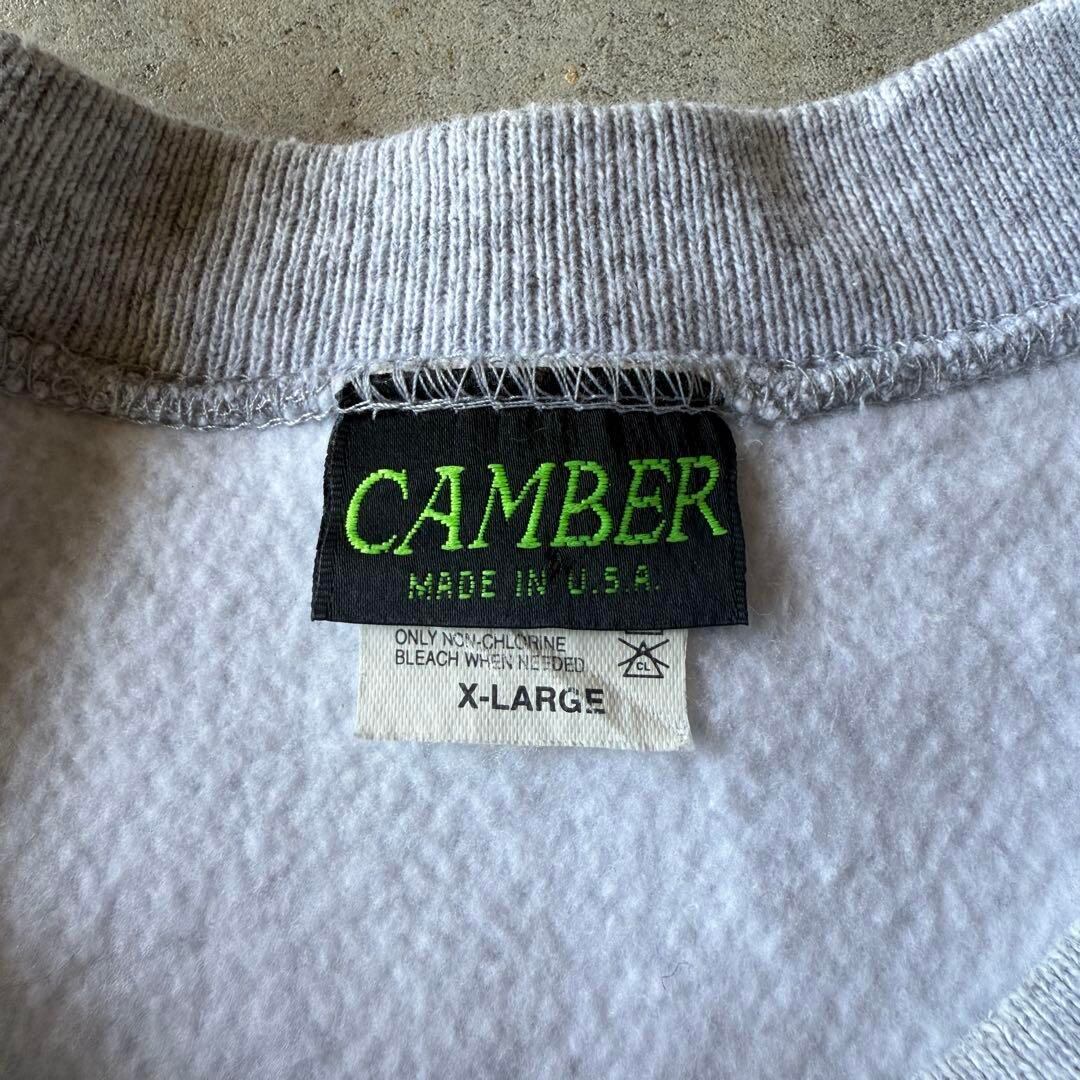 CAMBER
MADE IN U.S.A.
ONLY NON-CHLORINE
BLEACH WHEN NEEDED
CL
X-LARGE